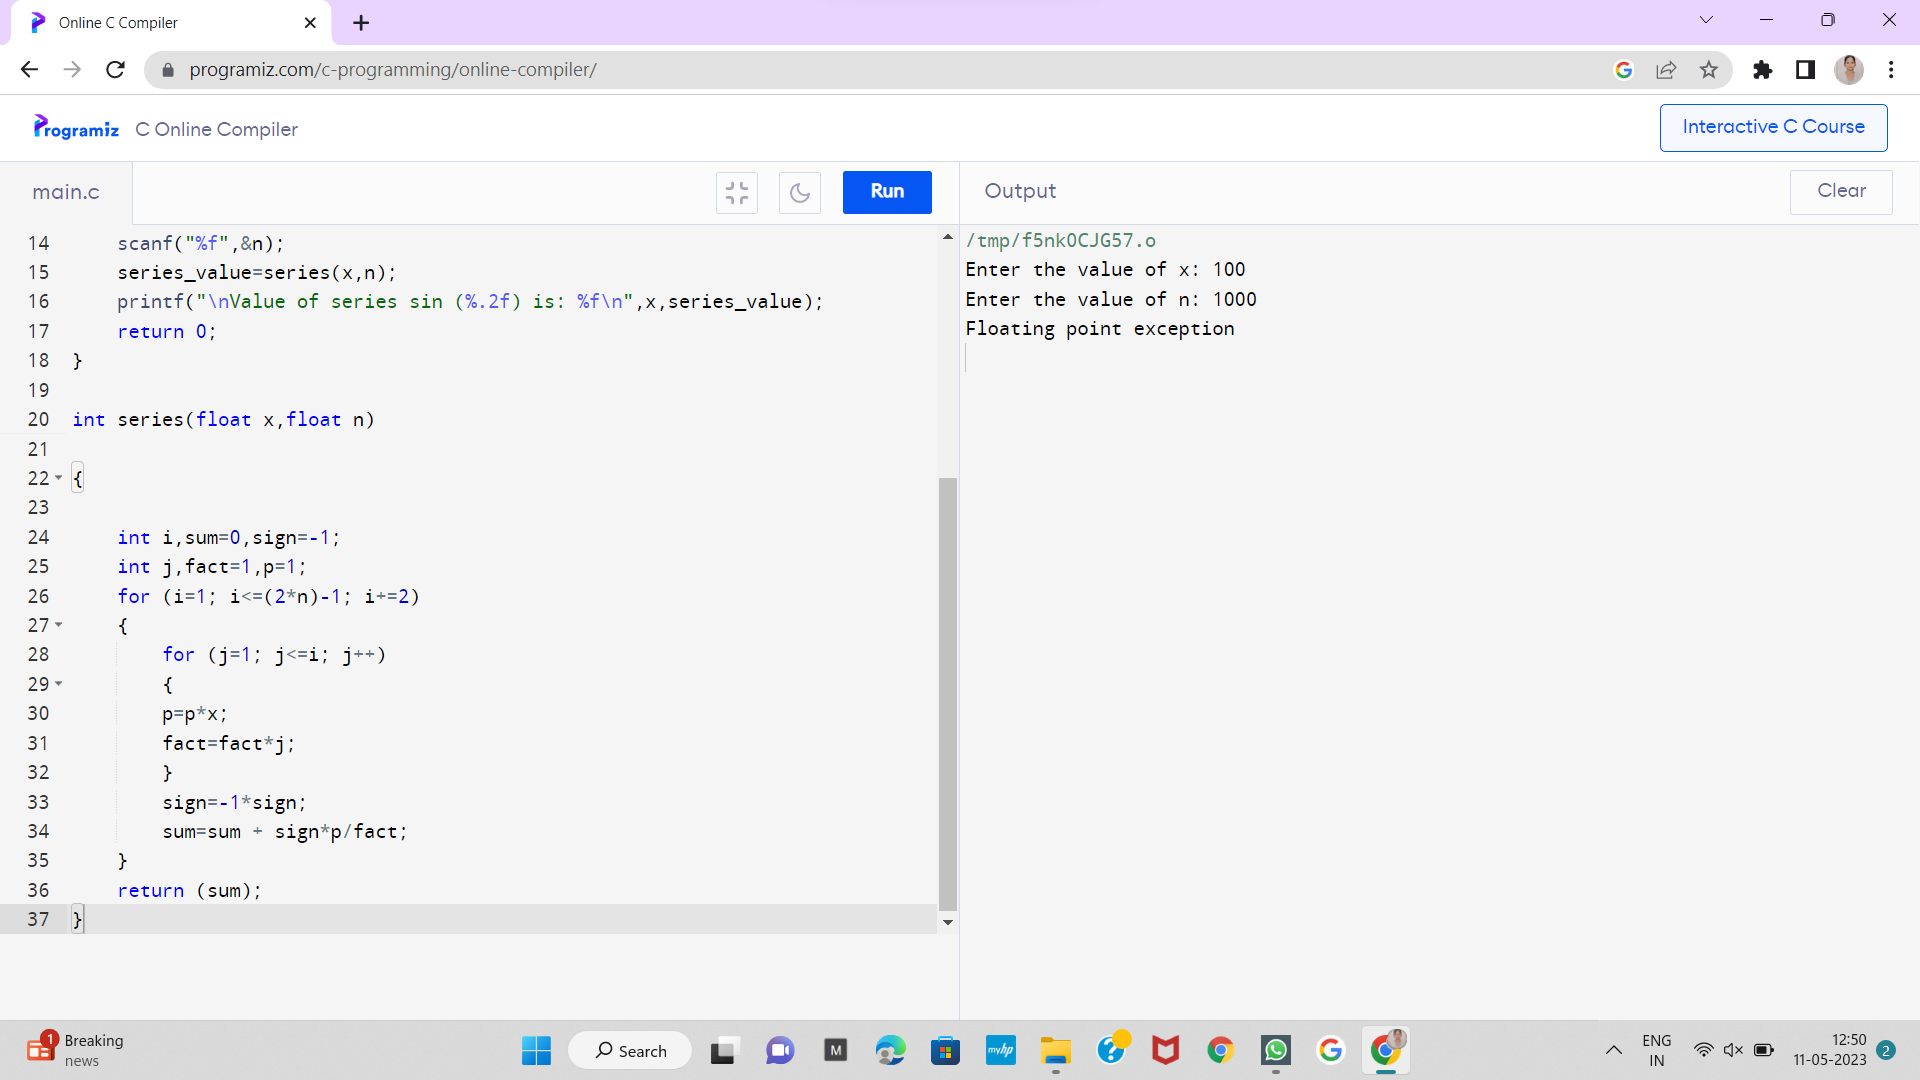 Online C Compiler
programiz.com/c-programming/online-compiler/
Programiz
C Online Compiler
Interactive C Course
main.c
Run
Output
Clear
14 scanf("%f",&n);
15 series_value=series(x,n);
16 printf("\nValue of series sin (%.2f) is: %f\n",x,series_value);
17 return 0;
18 }
19
20 int series(float x,float n)
21
22 {
23
24 int i,sum=0,sign=-1;
25 int j,fact=1,p=1;
26 for (i=1; i<=(2*n)-1; i+=2)
27 {
28 for (j=1; j<=i; j++)
29 {
30 p=p*x;
31 fact=fact*j;
32 }
33 sign=-1*sign;
34 sum=sum + sign*p/fact;
35 }
36 return (sum);
37 }
/tmp/f5nk0CJG57.o
Enter the value of x: 100
Enter the value of n: 1000
Floating point exception
1
Breaking
news
Search
M
myhp
?
ENG
IN
12:50
11-05-2023
2